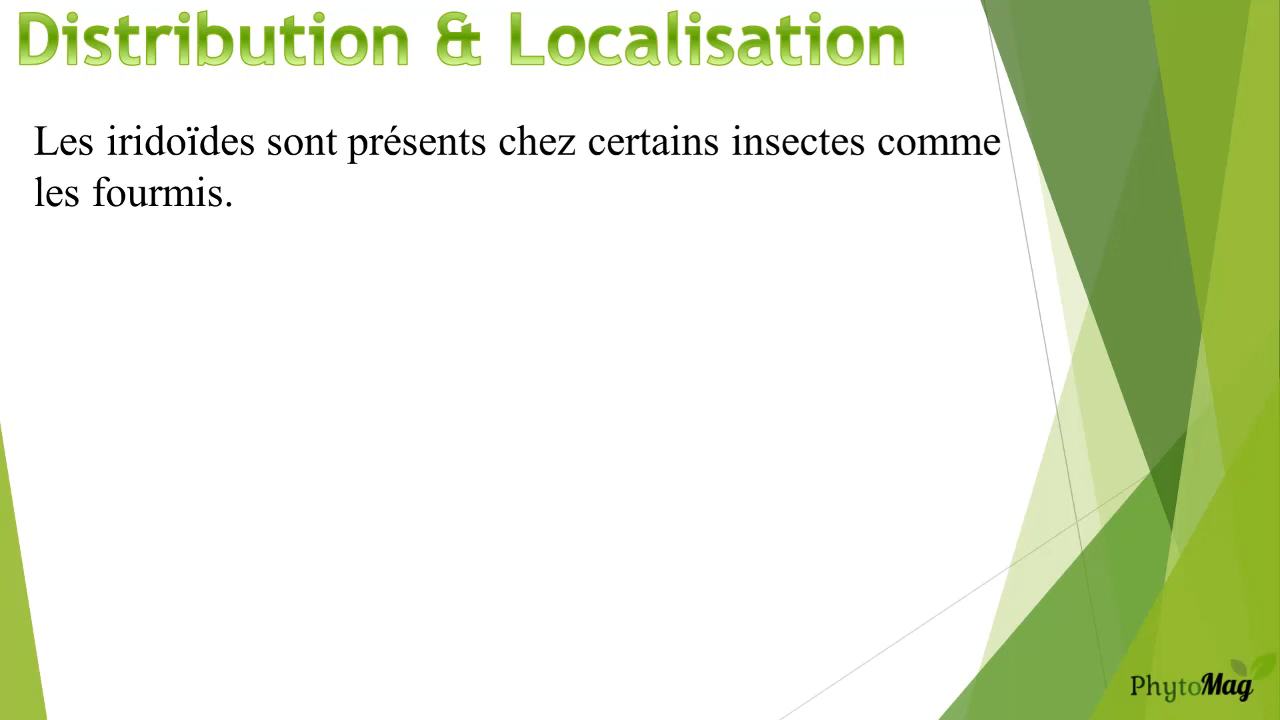 Distribution & Localisation
Les iridoïdes sont présents chez certains insectes comme
les fourmis.
PhytoMag